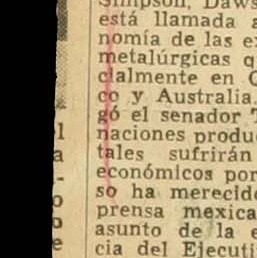 Simpson, Daws
está llamada a
nomía de las ex
metalúrgicas q
cialmente en C
co y Australia.
gó el senador T
naciones produ
tales sufrirán
económicos por
so ha merecido
prensa mexica
asunto de la e
cia del Ejecuti